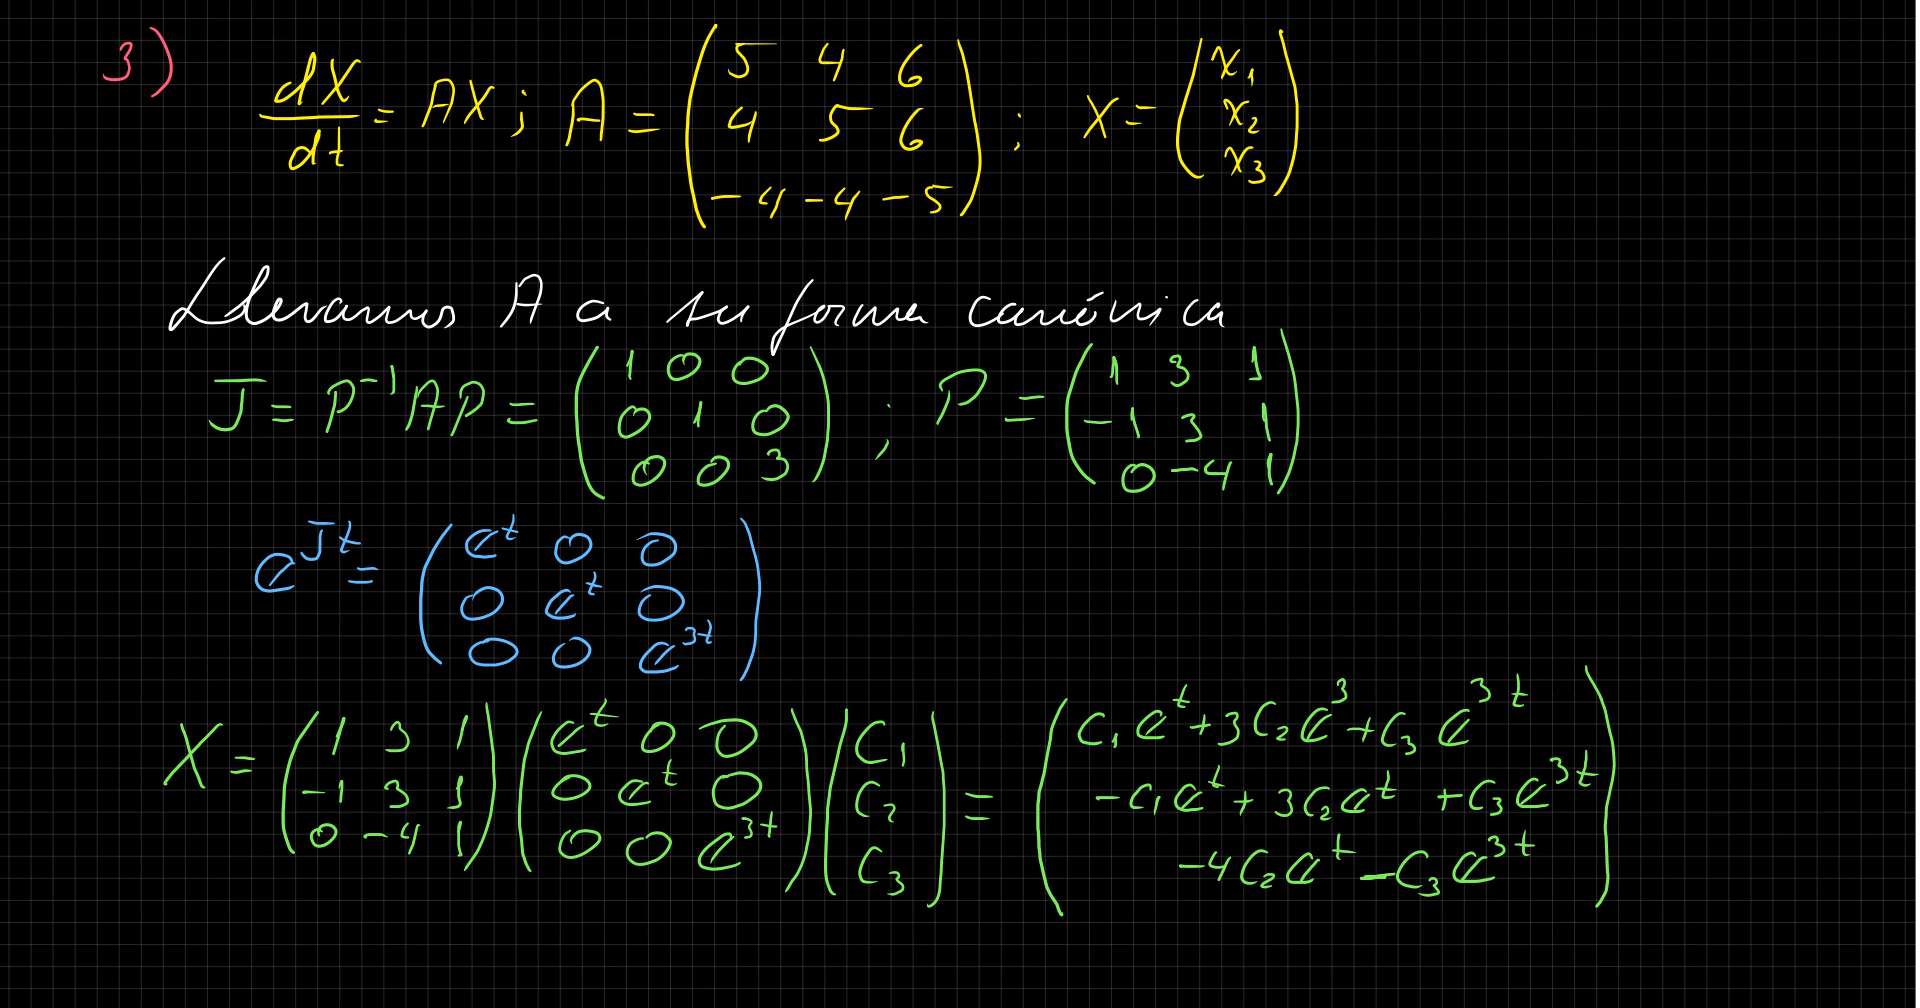 3)
dX/dt = AX; A = (5 4 6; 4 5 6; -4 -4 -5); X = (x₁; x₂; x₃)
Llevamos A a su forma canónica
J = P⁻¹AP = (1 0 0; 0 1 0; 0 0 3); P = (1 3 1; -1 3 1; 0 -4 1)
e^{Jt} = (e^t 0 0; 0 e^t 0; 0 0 e^{3t})
X = (1 3 1; -1 3 1; 0 -4 1)(e^t 0 0; 0 e^t 0; 0 0 e^{3t})(C₁; C₂; C₃) = (C₁e^t + 3C₂e^3 + C₃e^{3t}; -C₁e^t + 3C₂e^t + C₃e^{3t}; -4C₂e^t - C₃e^{3t})